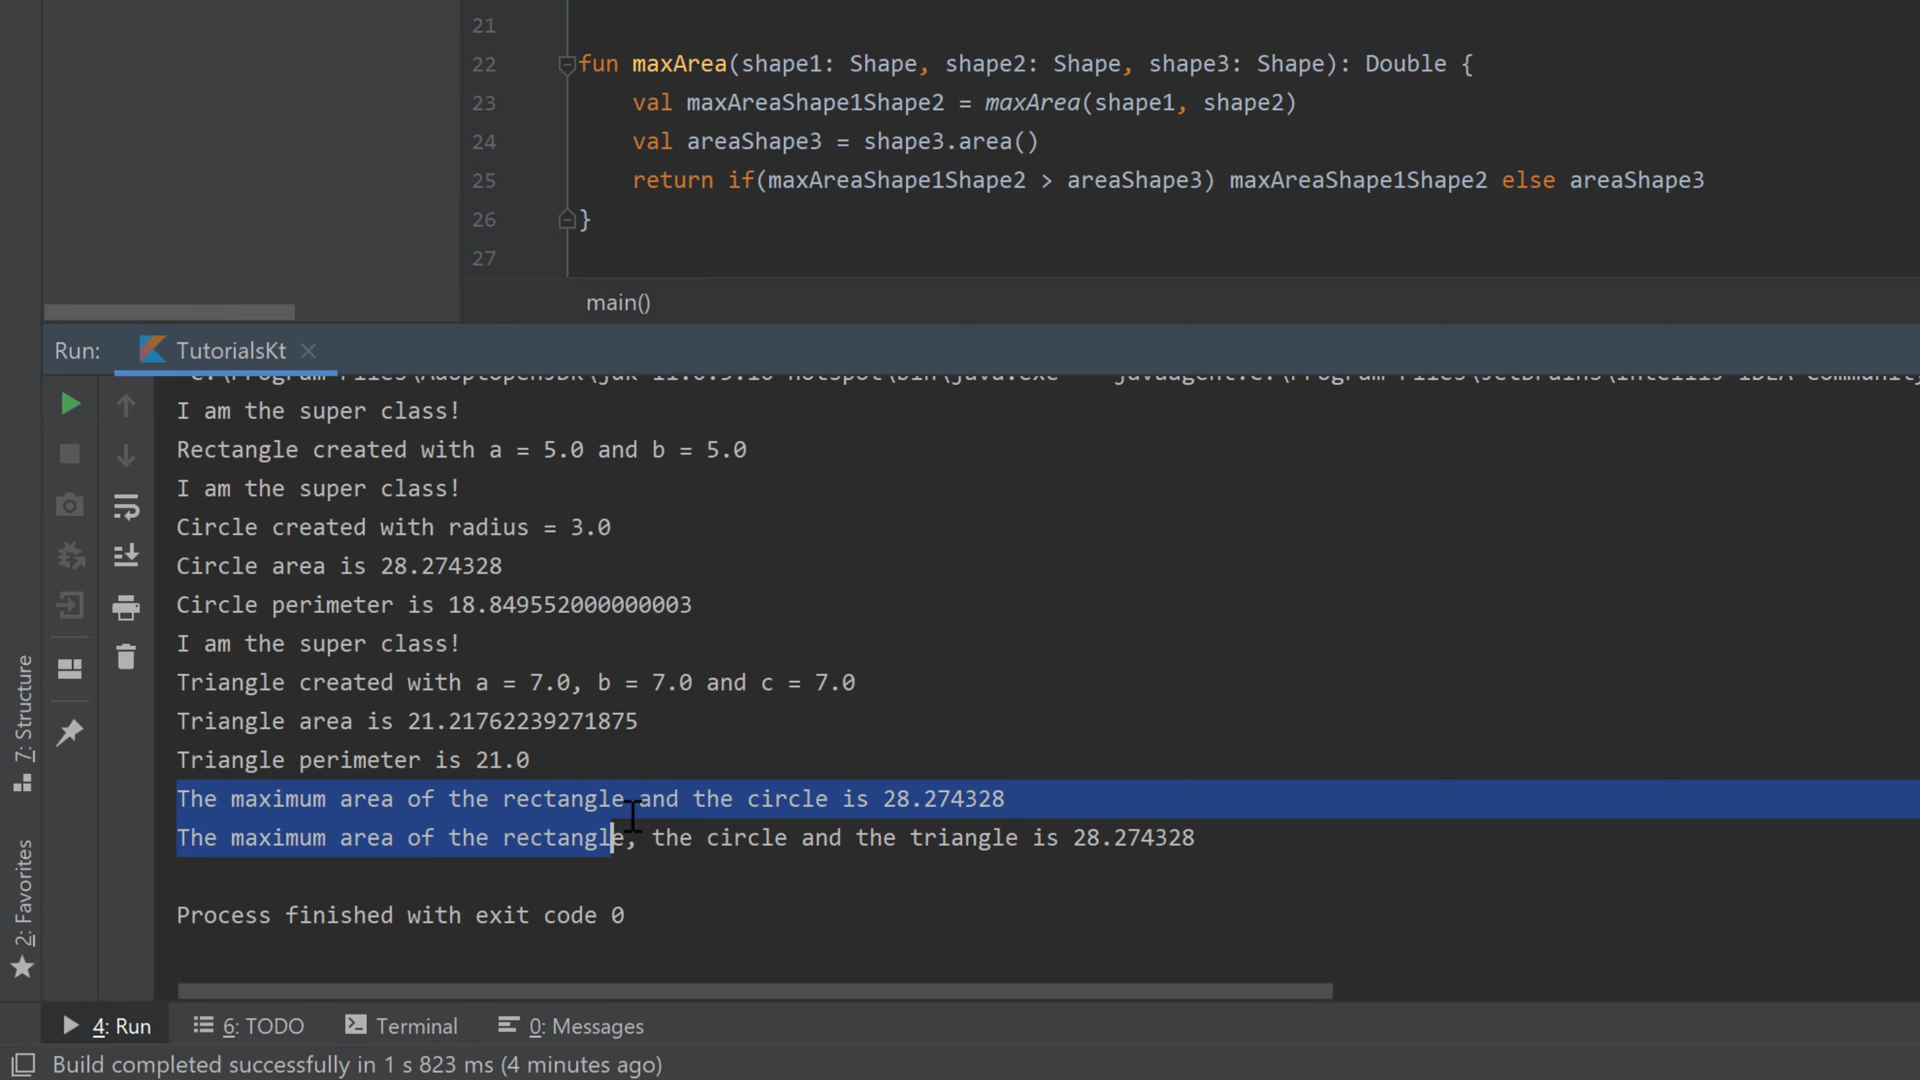 21
22 fun maxArea(shape1: Shape, shape2: Shape, shape3: Shape): Double {
23 val maxAreaShape1Shape2 = maxArea(shape1, shape2)
24 val areaShape3 = shape3.area()
25 return if(maxAreaShape1Shape2 > areaShape3) maxAreaShape1Shape2 else areaShape3
26 }
27
main()
Run: TutorialsKt
I am the super class!
Rectangle created with a = 5.0 and b = 5.0
I am the super class!
Circle created with radius = 3.0
Circle area is 28.274328
Circle perimeter is 18.849552000000003
I am the super class!
Triangle created with a = 7.0, b = 7.0 and c = 7.0
Triangle area is 21.21762239271875
Triangle perimeter is 21.0
The maximum area of the rectangle and the circle is 28.274328
The maximum area of the rectangle, the circle and the triangle is 28.274328
Process finished with exit code 0
7: Structure
2: Favorites
4: Run 6: TODO Terminal 0: Messages
Build completed successfully in 1 s 823 ms (4 minutes ago)